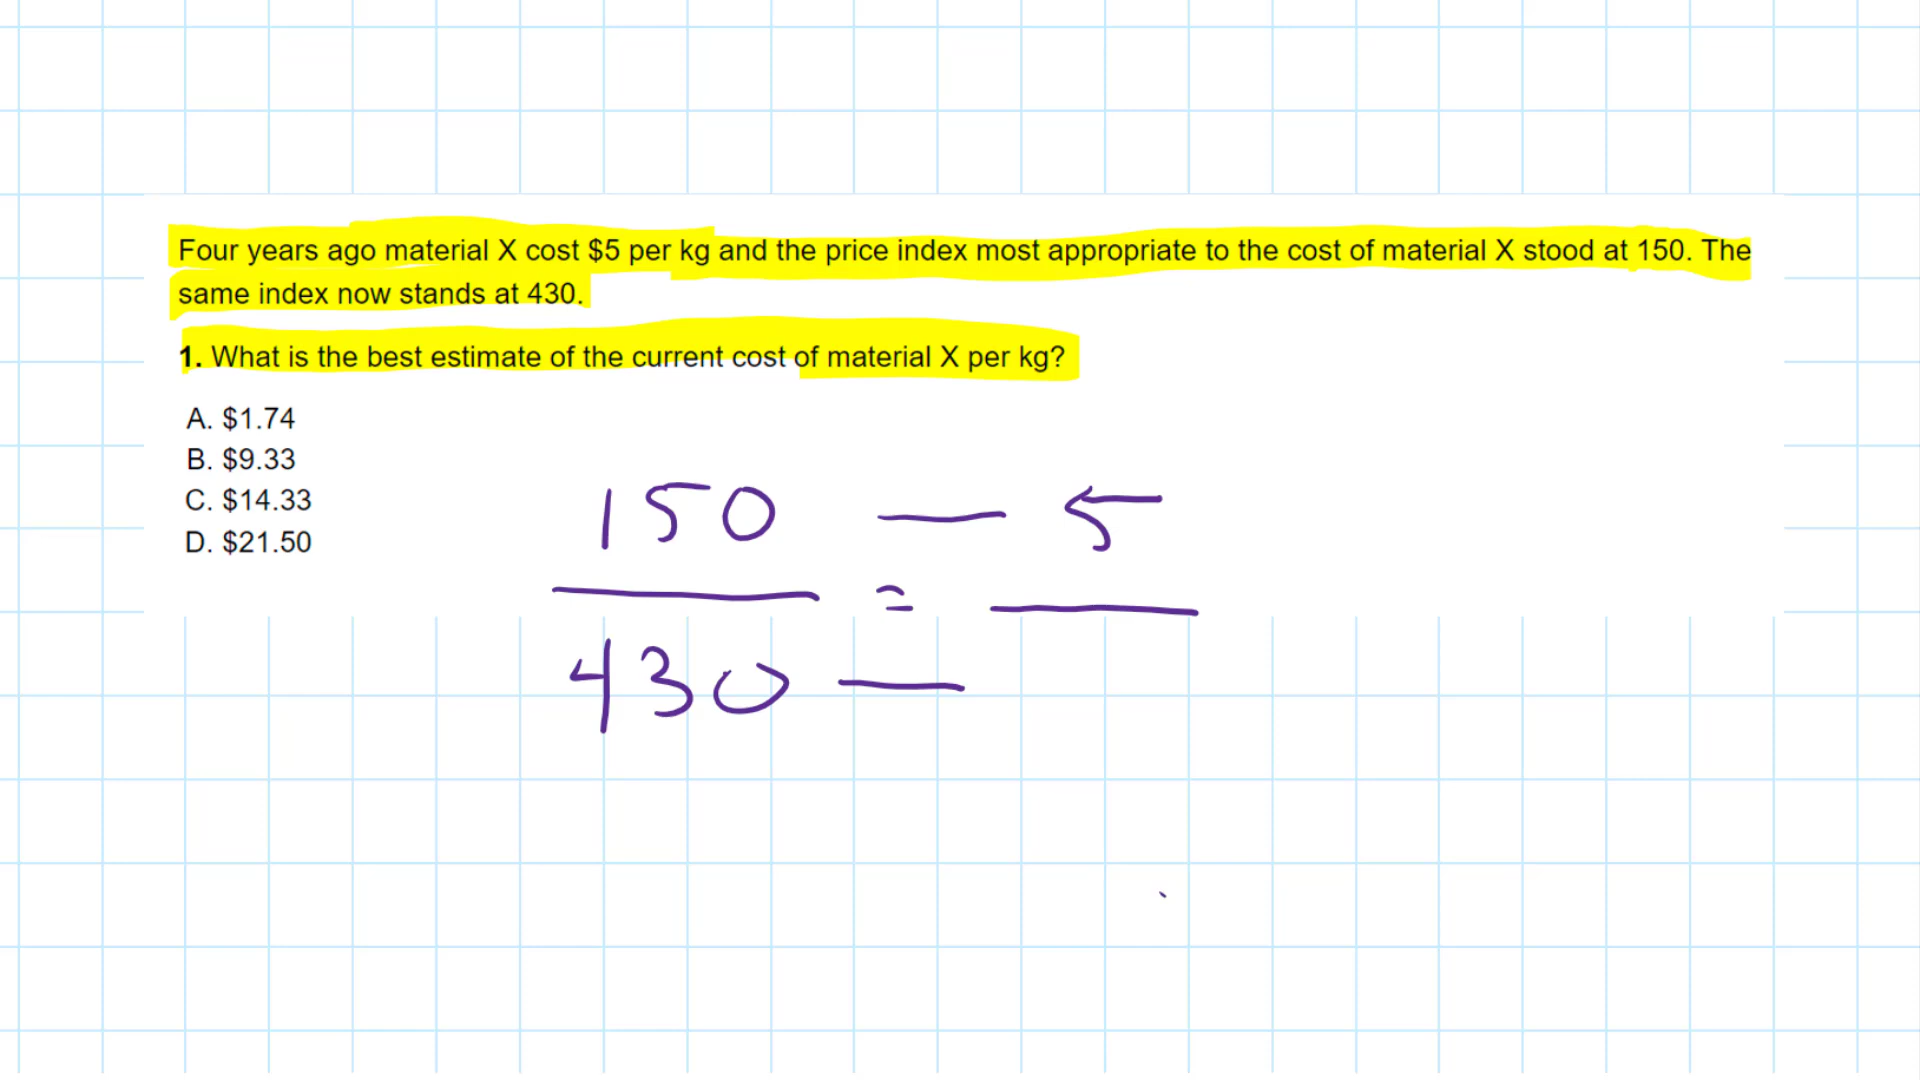 Four years ago material X cost $5 per kg and the price index most appropriate to the cost of material X stood at 150. The
same index now stands at 430.
1. What is the best estimate of the current cost of material X per kg?
A. $1.74
B. $9.33
C. $14.33
D. $21.50
150 — 5
=
430 —